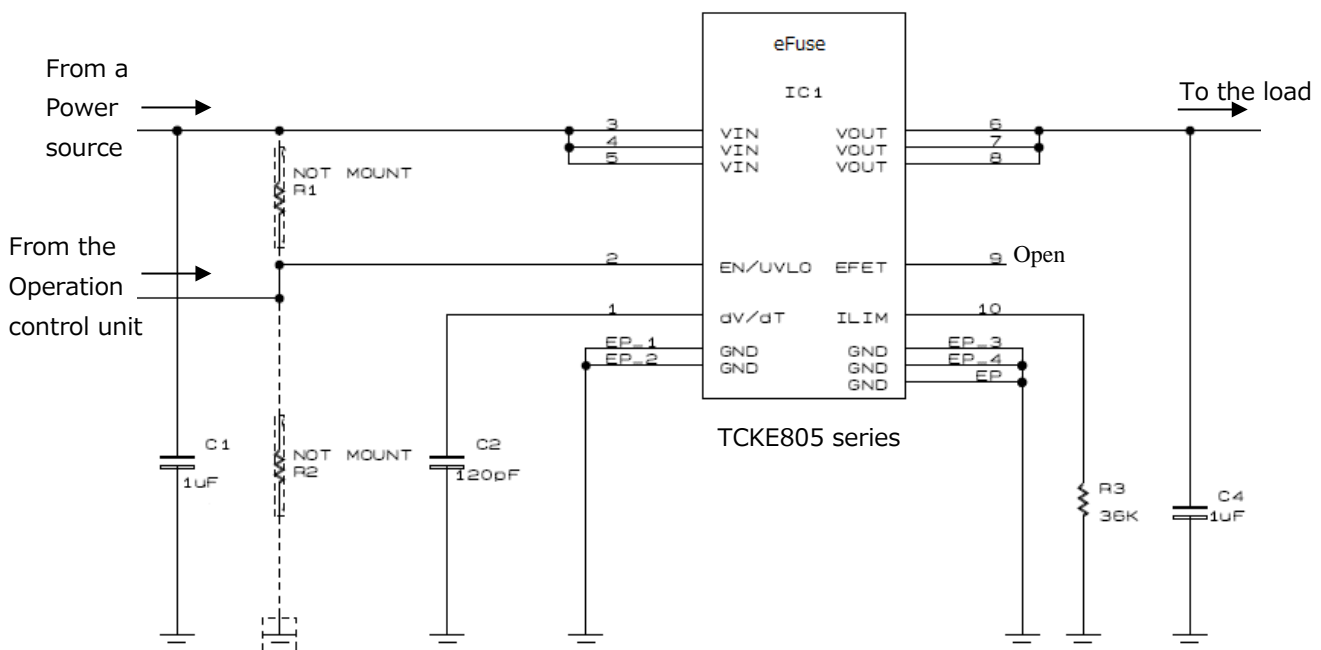 eFuse
IC1
From a
Power
source
To the load
3
4
5
VIN
VIN
VIN
VOUT
VOUT
VOUT
6
7
8
NOT MOUNT
R1
From the
Operation
control unit
2
EN/UVLO
EFET
9
Open
1
dV/dT
ILIM
10
EP_1
EP_2
GND
GND
GND
GND
GND
EP_3
EP_4
EP
TCKE805 series
C1
1uF
NOT MOUNT
R2
C2
120pF
R3
36K
C4
1uF